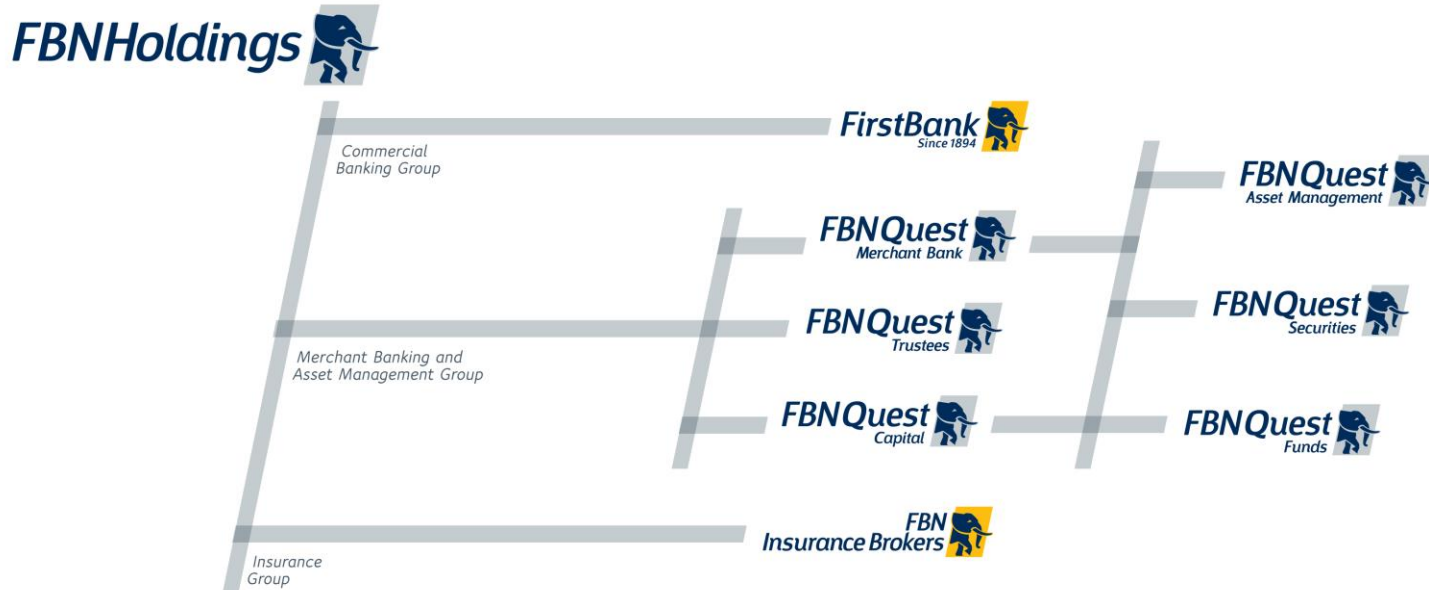 FBNHoldings
FirstBank
Since 1894
Commercial
Banking Group
FBNQuest
Asset Management
FBNQuest
Merchant Bank
FBNQuest
Securities
FBNQuest
Trustees
Merchant Banking and
Asset Management Group
FBNQuest
Capital
FBNQuest
Funds
FBN
Insurance Brokers
Insurance
Group